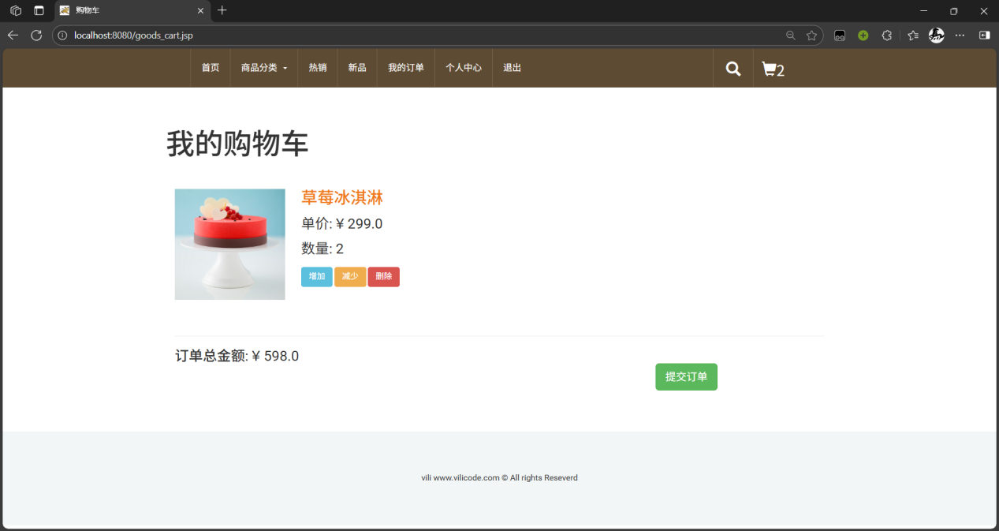 购物车
localhost:8080/goods_cart.jsp
首页 商品分类 热销 新品 我的订单 个人中心 退出 2
我的购物车
草莓冰淇淋
单价: ¥ 299.0
数量: 2
增加 减少 删除
订单总金额: ¥ 598.0
提交订单
vili www.vilicode.com © All rights Reseverd